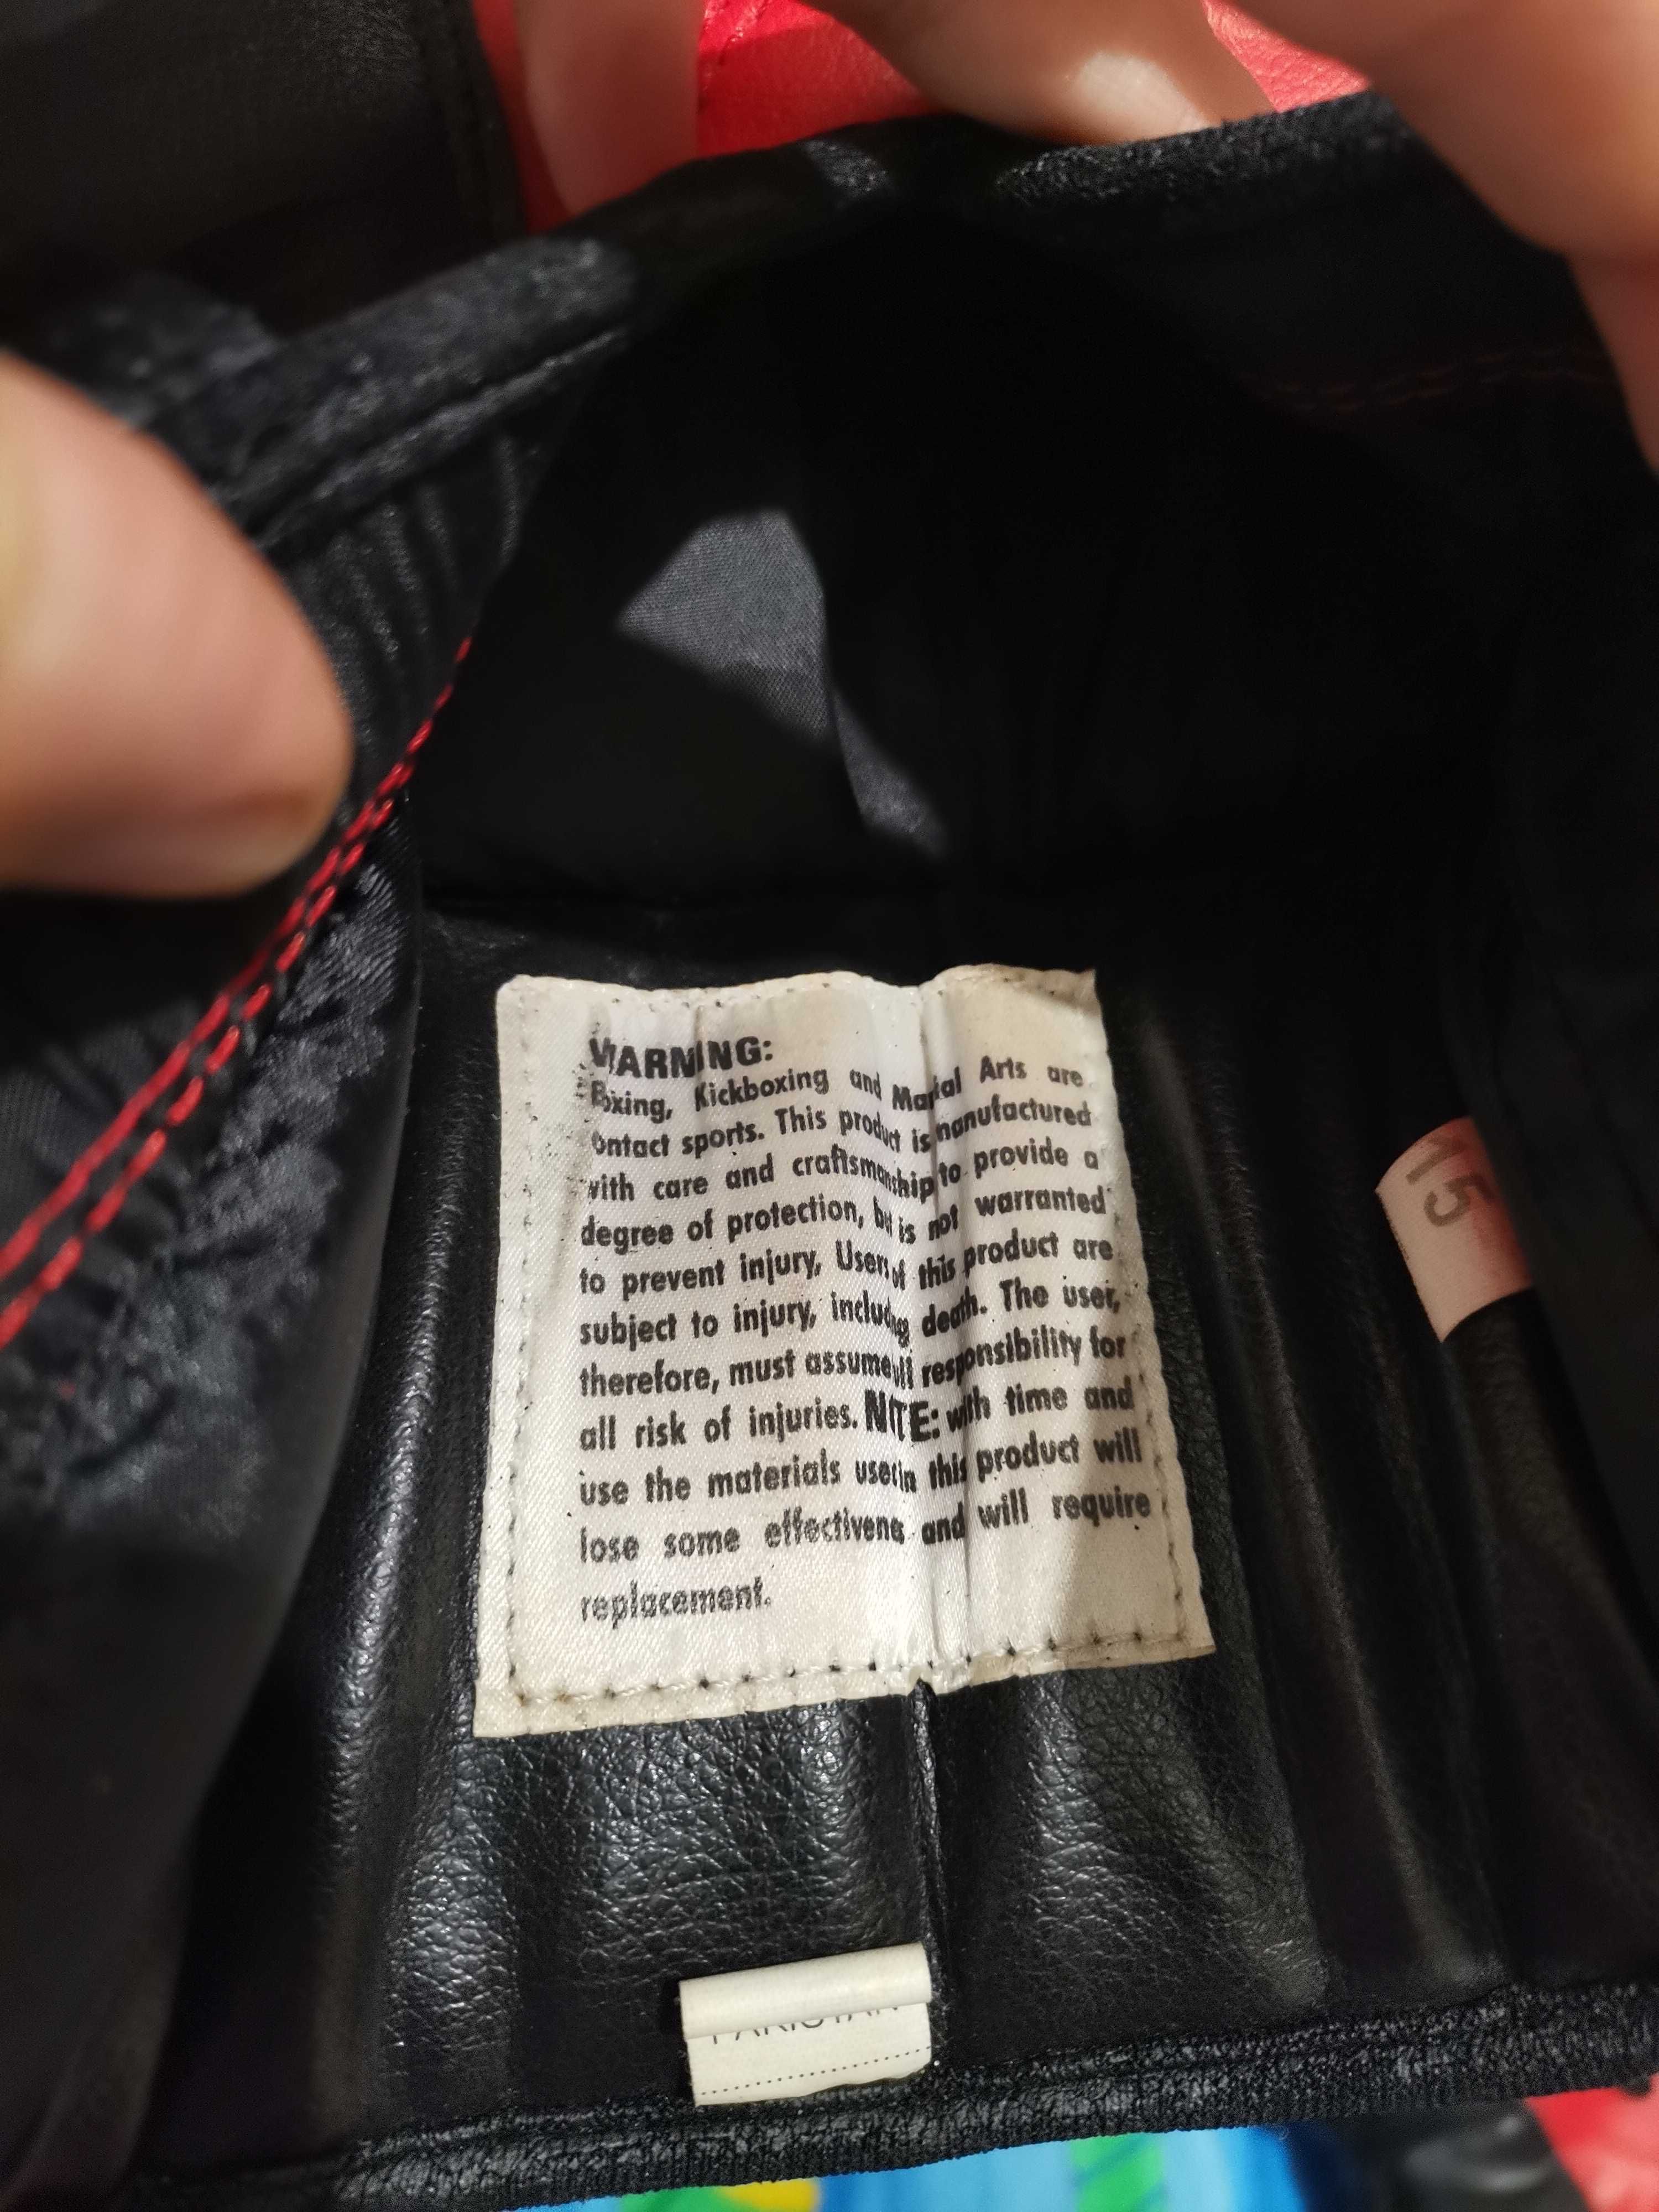 WARNING:
Boxing, Kickboxing and Martial Arts are
contact sports. This product is manufactured
with care and craftsmanship to provide a
degree of protection, but is not warranted
to prevent injury, Users of this product are
subject to injury, including death. The user,
therefore, must assume all responsibility for
all risk of injuries. NOTE: with time and
use the materials used in this product will
lose some effectivenes and will require
replacement.
15
PAKISTAN